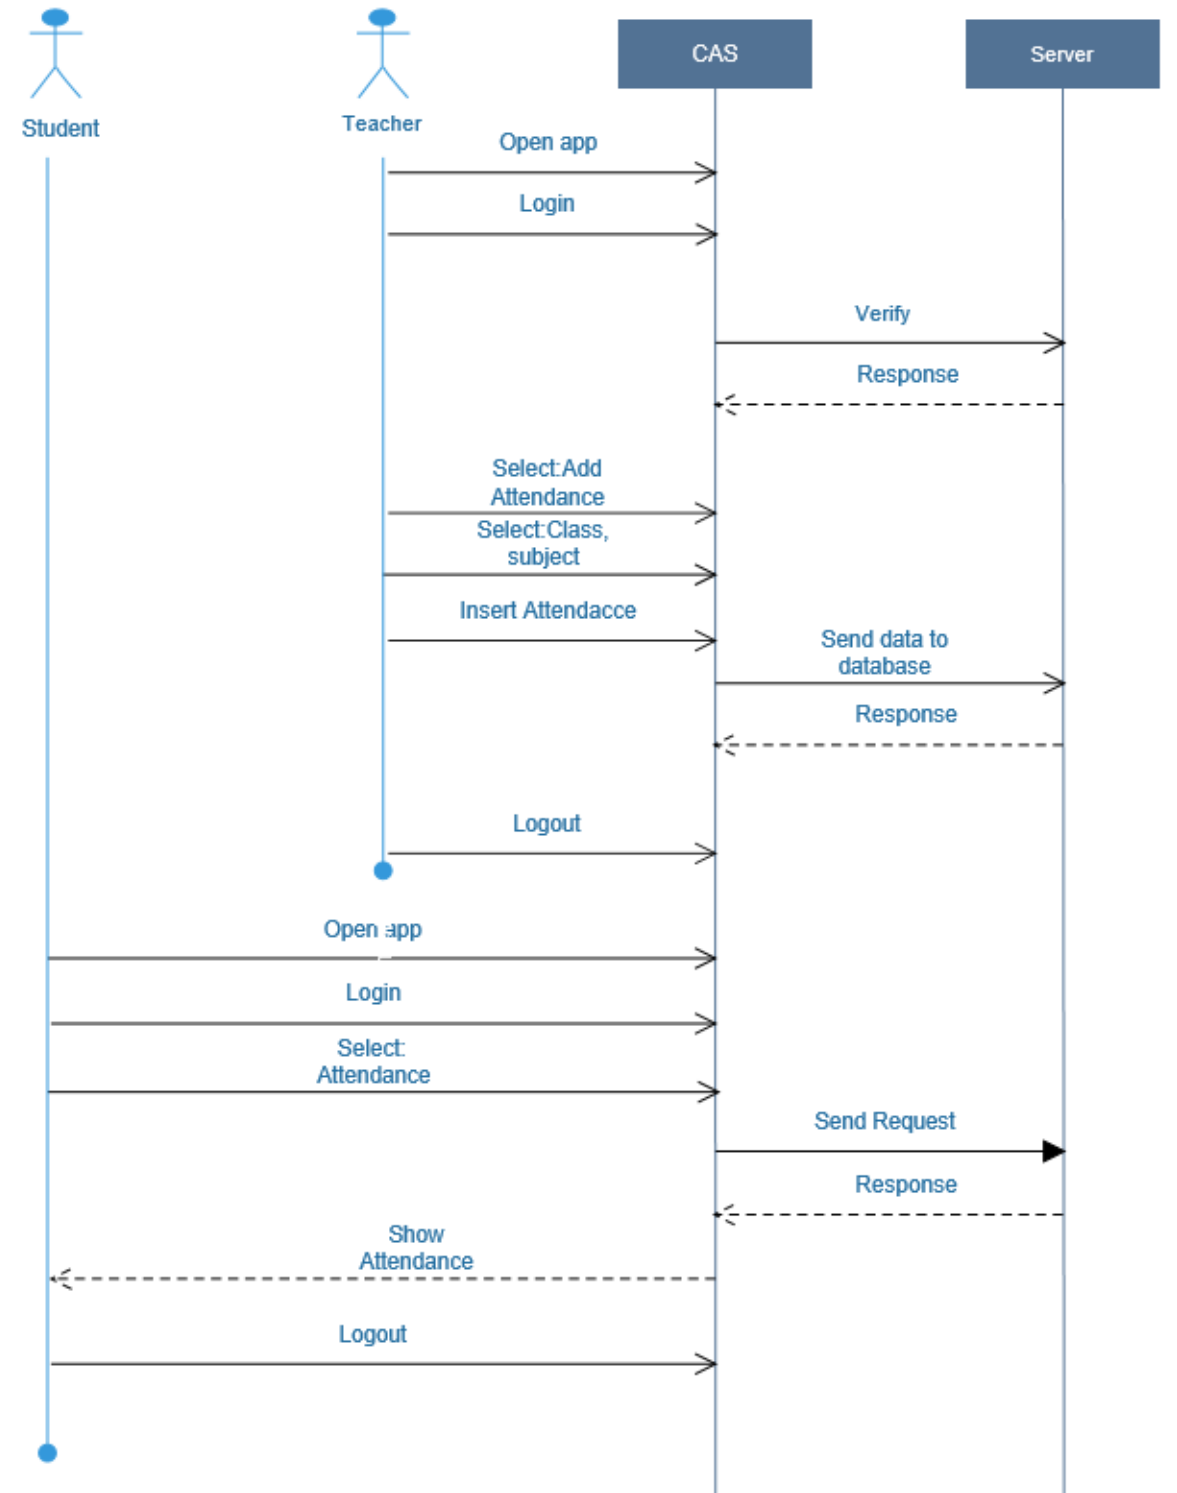 Student
Teacher
CAS
Server
Open app
Login
Verify
Response
Select:Add
Attendance
Select:Class,
subject
Insert Attendacce
Send data to
database
Response
Logout
Open app
Login
Select:
Attendance
Send Request
Response
Show
Attendance
Logout